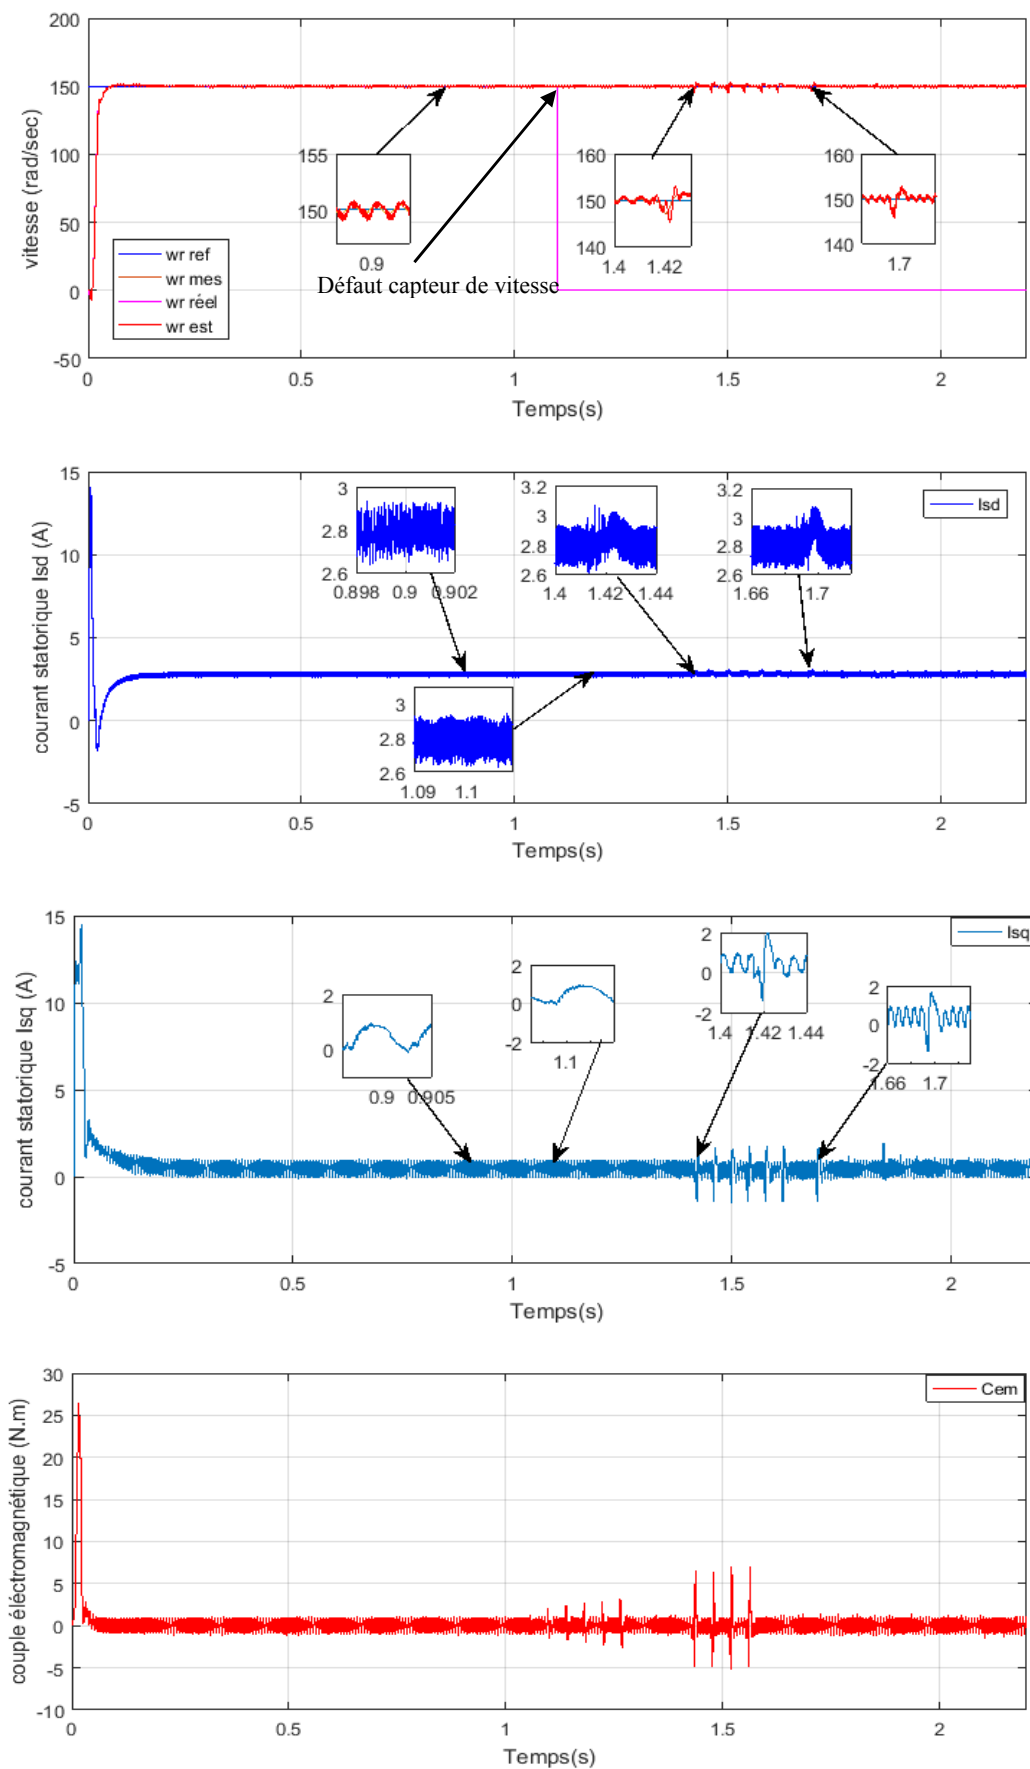 200
150
100
50
0
-50
vitesse (rad/sec)
155
150
0.9
160
150
140
1.4 1.42
160
150
140
1.7
wr ref
wr mes
wr réel
wr est
Défaut capteur de vitesse
0 0.5 1 1.5 2
Temps(s)
15
10
5
0
-5
courant statorique Isd (A)
3
2.8
2.6
0.898 0.9 0.902
3.2
3
2.8
2.6
1.4 1.42 1.44
3.2
3
2.8
2.6
1.66 1.7
Isd
3
2.8
2.6
1.09 1.1
0 0.5 1 1.5 2
Temps(s)
15
10
5
0
-5
courant statorique Isq (A)
2
0
0.9 0.905
2
0
-2
1.1
2
0
-2
1.4 1.42 1.44
2
0
-2
1.66 1.7
Isq
0 0.5 1 1.5 2
Temps(s)
30
25
20
15
10
5
0
-5
-10
couple éléctromagnétique (N.m)
Cem
0 0.5 1 1.5 2
Temps(s)